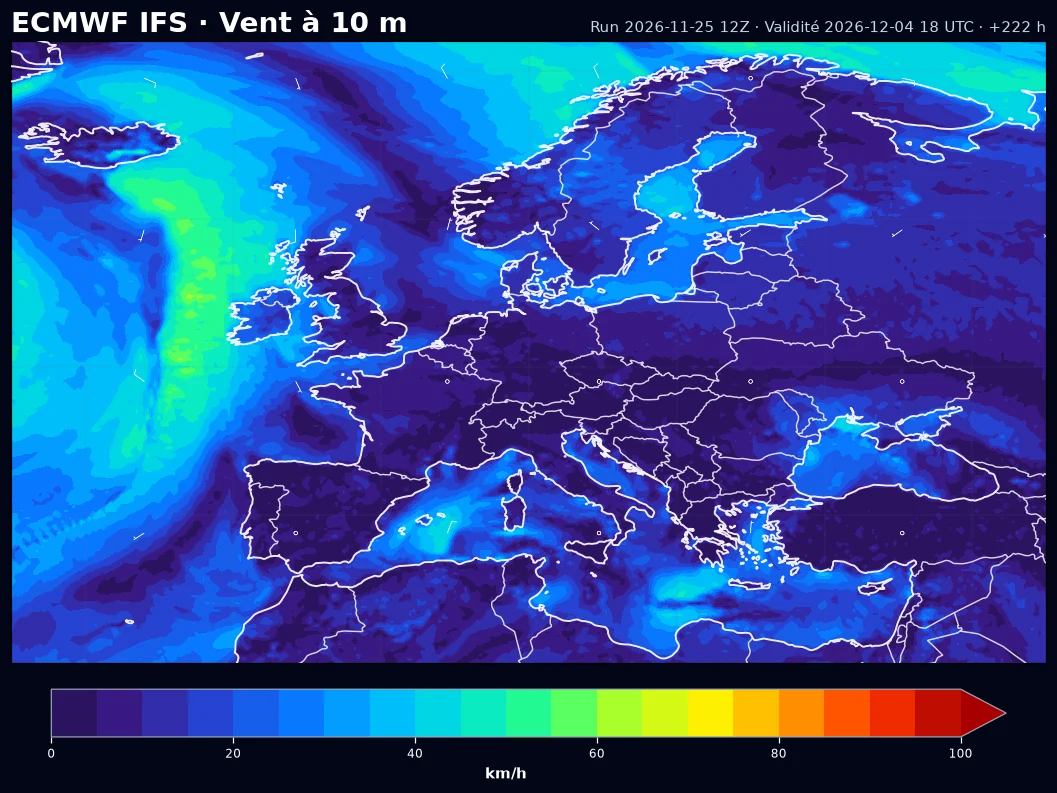 ECMWF IFS · Vent à 10 m
Run 2026-11-25 12Z · Validité 2026-12-04 18 UTC · +222 h
0 20 40 60 80 100
km/h